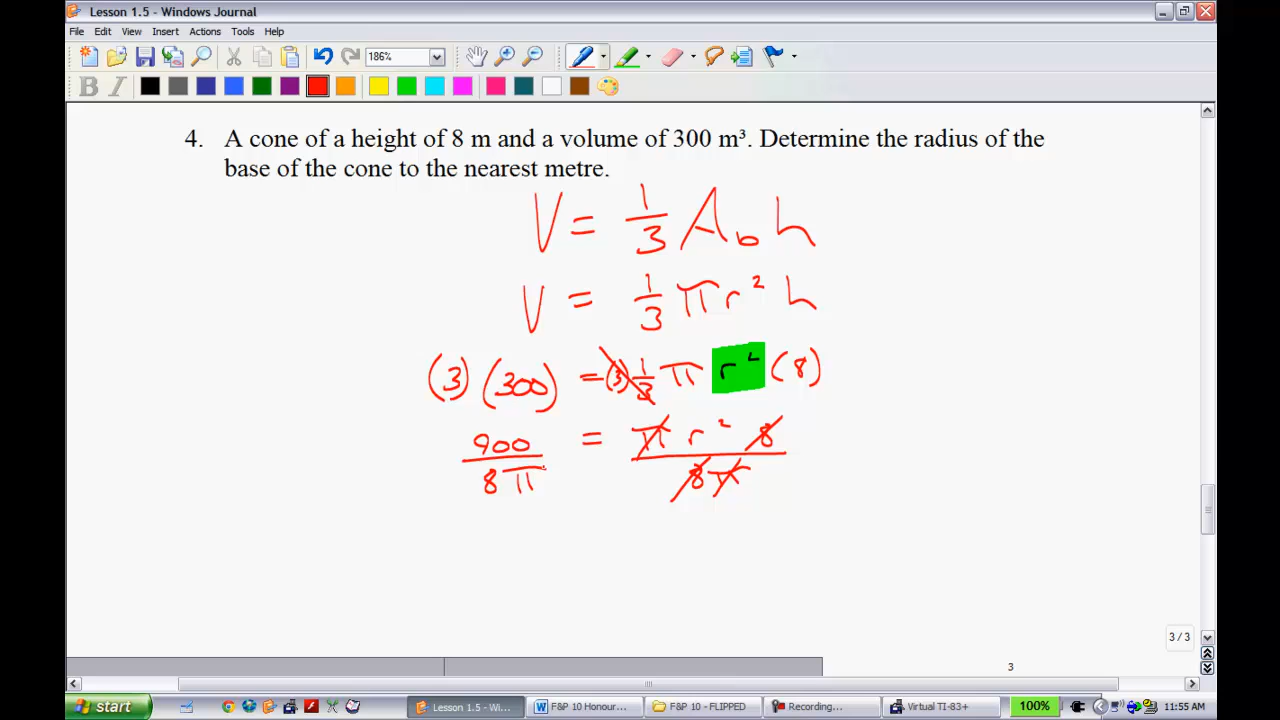 Lesson 1.5 - Windows Journal
File Edit View Insert Actions Tools Help
186%
B I
4. A cone of a height of 8 m and a volume of 300 m³. Determine the radius of the
base of the cone to the nearest metre.
V = 1/3 A_b h
V = 1/3 π r² h
(3) (300) = (3) 1/3 π r² (8)
900 / 8π = π r² 8 / 8π
3/3
3
start Lesson 1.5 - Wi... F&P 10 Honour... F&P 10 - FLIPPED Recording... Virtual TI-83+ 100% 11:55 AM